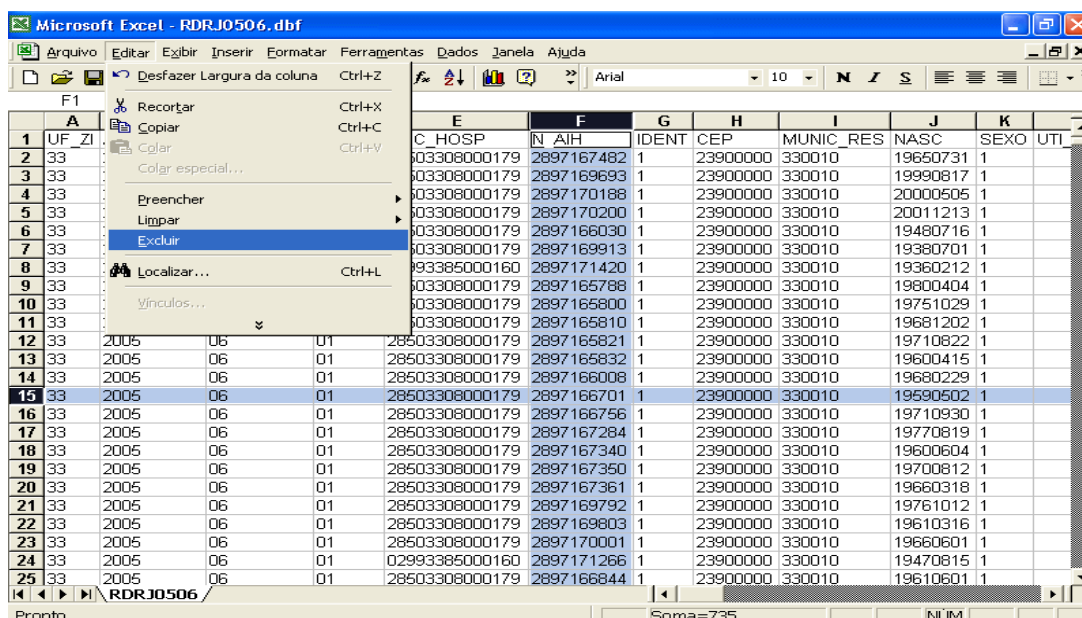 Microsoft Excel - RDRJ0506.dbf
Arquivo Editar Exibir Inserir Formatar Ferramentas Dados Janela Ajuda
Arial 10 N I S
F1
Desfazer Largura da coluna Ctrl+Z
Recortar Ctrl+X
Copiar Ctrl+C
Colar Ctrl+V
Colar especial...
Preencher
Limpar
Excluir
Localizar... Ctrl+L
Vínculos...
A E F G H I J K
1 UF_ZI C_HOSP N_AIH IDENT CEP MUNIC_RES NASC SEXO UTI_
2 33 503308000179 2897167482 1 23900000 330010 19650731 1
3 33 503308000179 2897169693 1 23900000 330010 19990817 1
4 33 503308000179 2897170188 1 23900000 330010 20000505 1
5 33 503308000179 2897170200 1 23900000 330010 20011213 1
6 33 503308000179 2897166030 1 23900000 330010 19480716 1
7 33 503308000179 2897169913 1 23900000 330010 19380701 1
8 33 993385000160 2897171420 1 23900000 330010 19360212 1
9 33 503308000179 2897165788 1 23900000 330010 19800404 1
10 33 503308000179 2897165800 1 23900000 330010 19751029 1
11 33 503308000179 2897165810 1 23900000 330010 19681202 1
12 33 2005 06 01 28503308000179 2897165821 1 23900000 330010 19710822 1
13 33 2005 06 01 28503308000179 2897165832 1 23900000 330010 19600415 1
14 33 2005 06 01 28503308000179 2897166008 1 23900000 330010 19680229 1
15 33 2005 06 01 28503308000179 2897166701 1 23900000 330010 19590502 1
16 33 2005 06 01 28503308000179 2897166756 1 23900000 330010 19710930 1
17 33 2005 06 01 28503308000179 2897167284 1 23900000 330010 19770819 1
18 33 2005 06 01 28503308000179 2897167340 1 23900000 330010 19600604 1
19 33 2005 06 01 28503308000179 2897167350 1 23900000 330010 19700812 1
20 33 2005 06 01 28503308000179 2897167361 1 23900000 330010 19660318 1
21 33 2005 06 01 28503308000179 2897169792 1 23900000 330010 19761012 1
22 33 2005 06 01 28503308000179 2897169803 1 23900000 330010 19610316 1
23 33 2005 06 01 28503308000179 2897170001 1 23900000 330010 19660601 1
24 33 2005 06 01 02993385000160 2897171266 1 23900000 330010 19470815 1
25 33 2005 06 01 28503308000179 2897166844 1 23900000 330010 19610601 1
RDRJ0506
Pronto Soma=735 NÚM